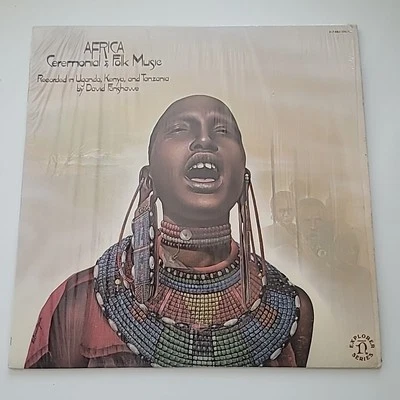 AFRICA
Ceremonial & Folk Music
Recorded in Uganda, Kenya, and Tanzania
by David Fanshawe
EXPLORER
n
SERIES